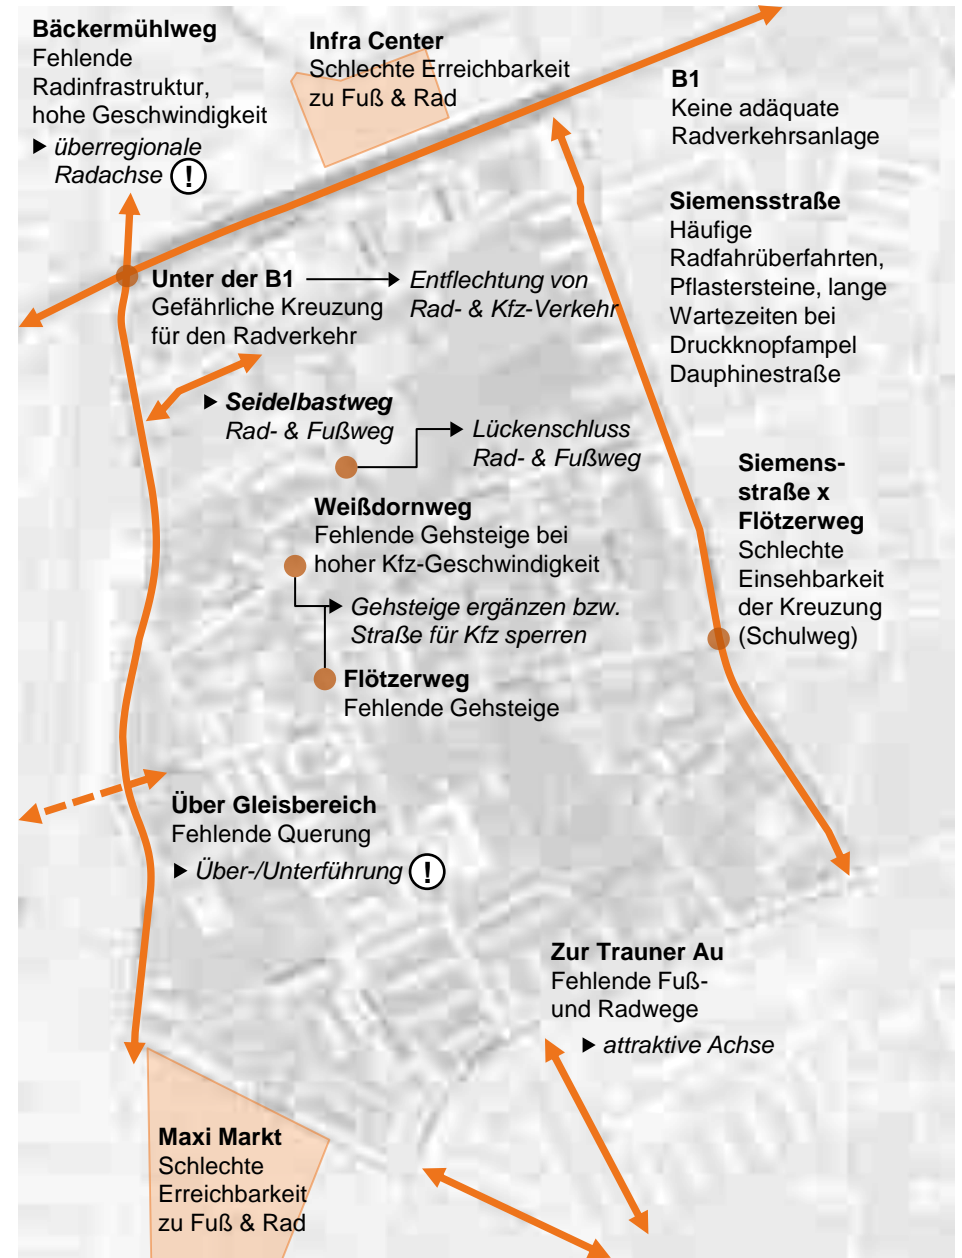 Bäckermühlweg
Fehlende
Radinfrastruktur,
hohe Geschwindigkeit
▶ überregionale
Radachse !
Infra Center
Schlechte Erreichbarkeit
zu Fuß & Rad
B1
Keine adäquate
Radverkehrsanlage
Siemensstraße
Häufige
Radfahrüberfahrten,
Pflastersteine, lange
Wartezeiten bei
Druckknopfampel
Dauphinestraße
Unter der B1
Gefährliche Kreuzung
für den Radverkehr
Entflechtung von
Rad- & Kfz-Verkehr
▶ Seidelbastweg
Rad- & Fußweg
Lückenschluss
Rad- & Fußweg
Weißdornweg
Fehlende Gehsteige bei
hoher Kfz-Geschwindigkeit
Gehsteige ergänzen bzw.
Straße für Kfz sperren
Flötzerweg
Fehlende Gehsteige
Siemens-
straße x
Flötzerweg
Schlechte
Einsehbarkeit
der Kreuzung
(Schulweg)
Über Gleisbereich
Fehlende Querung
▶ Über-/Unterführung !
Zur Trauner Au
Fehlende Fuß-
und Radwege
▶ attraktive Achse
Maxi Markt
Schlechte
Erreichbarkeit
zu Fuß & Rad